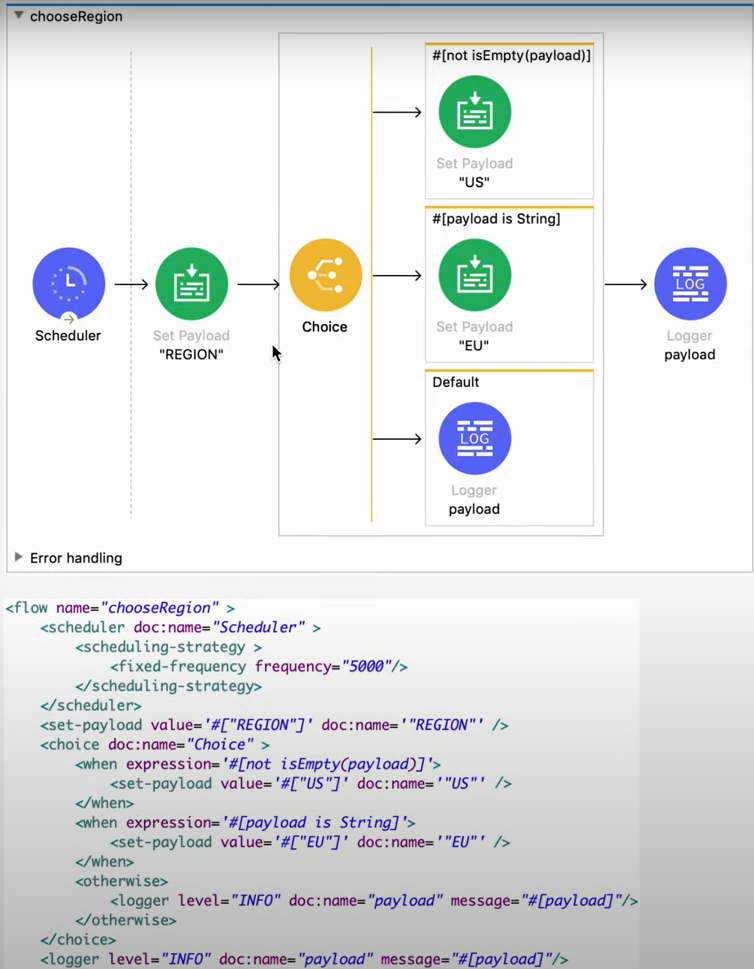 chooseRegion
#[not isEmpty(payload)]
Set Payload
"US"
#[payload is String]
Set Payload
"EU"
Default
LOG
Logger
payload
Scheduler
Set Payload
"REGION"
Choice
LOG
Logger
payload
Error handling
<flow name="chooseRegion" >
<scheduler doc:name="Scheduler" >
<scheduling-strategy >
<fixed-frequency frequency="5000"/>
</scheduling-strategy>
</scheduler>
<set-payload value='#["REGION"]' doc:name='"REGION"' />
<choice doc:name="Choice" >
<when expression='#[not isEmpty(payload)]'>
<set-payload value='#["US"]' doc:name='"US"' />
</when>
<when expression='#[payload is String]'>
<set-payload value='#["EU"]' doc:name='"EU"' />
</when>
<otherwise>
<logger level="INFO" doc:name="payload" message="#[payload]"/>
</otherwise>
</choice>
<logger level="INFO" doc:name="payload" message="#[payload]"/>